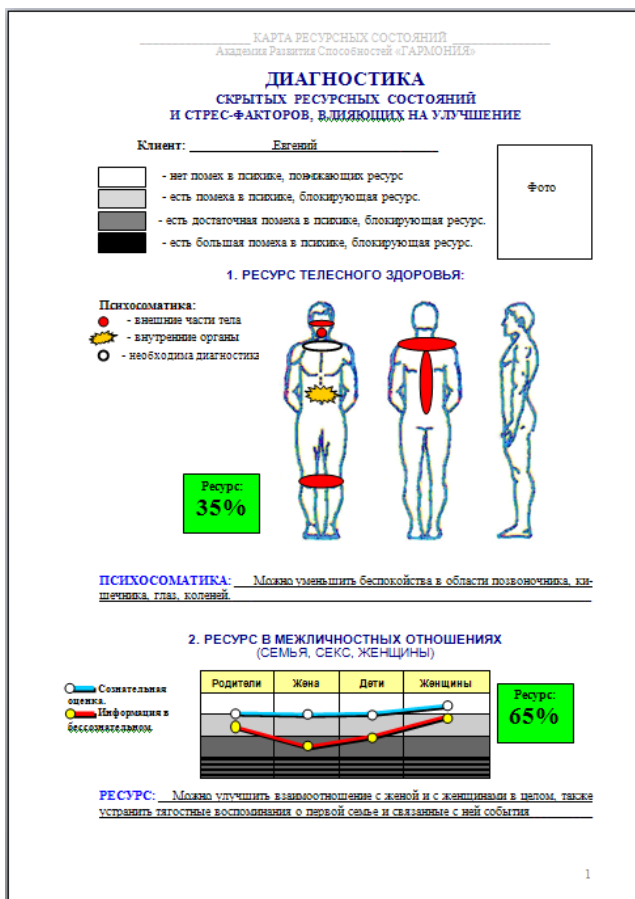 КАРТА РЕСУРСНЫХ СОСТОЯНИЙ
Академия Развития Способностей «ГАРМОНИЯ»
ДИАГНОСТИКА
СКРЫТЫХ РЕСУРСНЫХ СОСТОЯНИЙ
И СТРЕС-ФАКТОРОВ, ВЛИЯЮЩИХ НА УЛУЧШЕНИЕ
Клиент: Евгений
- нет помех в психике, понижающих ресурс
- есть помеха в психике, блокирующая ресурс.
- есть достаточная помеха в психике, блокирующая ресурс.
- есть большая помеха в психике, блокирующая ресурс.
Фото
1. РЕСУРС ТЕЛЕСНОГО ЗДОРОВЬЯ:
Психосоматика:
- внешние части тела
- внутренние органы
- необходима диагностика
Ресурс:
35%
ПСИХОСОМАТИКА: Можно уменьшить беспокойства в области позвоночника, ки-
шечника, глаз, коленей.
2. РЕСУРС В МЕЖЛИЧНОСТНЫХ ОТНОШЕНИЯХ
(СЕМЬЯ, СЕКС, ЖЕНЩИНЫ)
Сознательная
оценка.
Информация в
бессознательном
Родители Жена Дети Женщины
Ресурс:
65%
РЕСУРС: Можно улучшить взаимоотношение с женой и с женщинами в целом, также
устранить тягостные воспоминания о первой семье и связанные с ней события
1